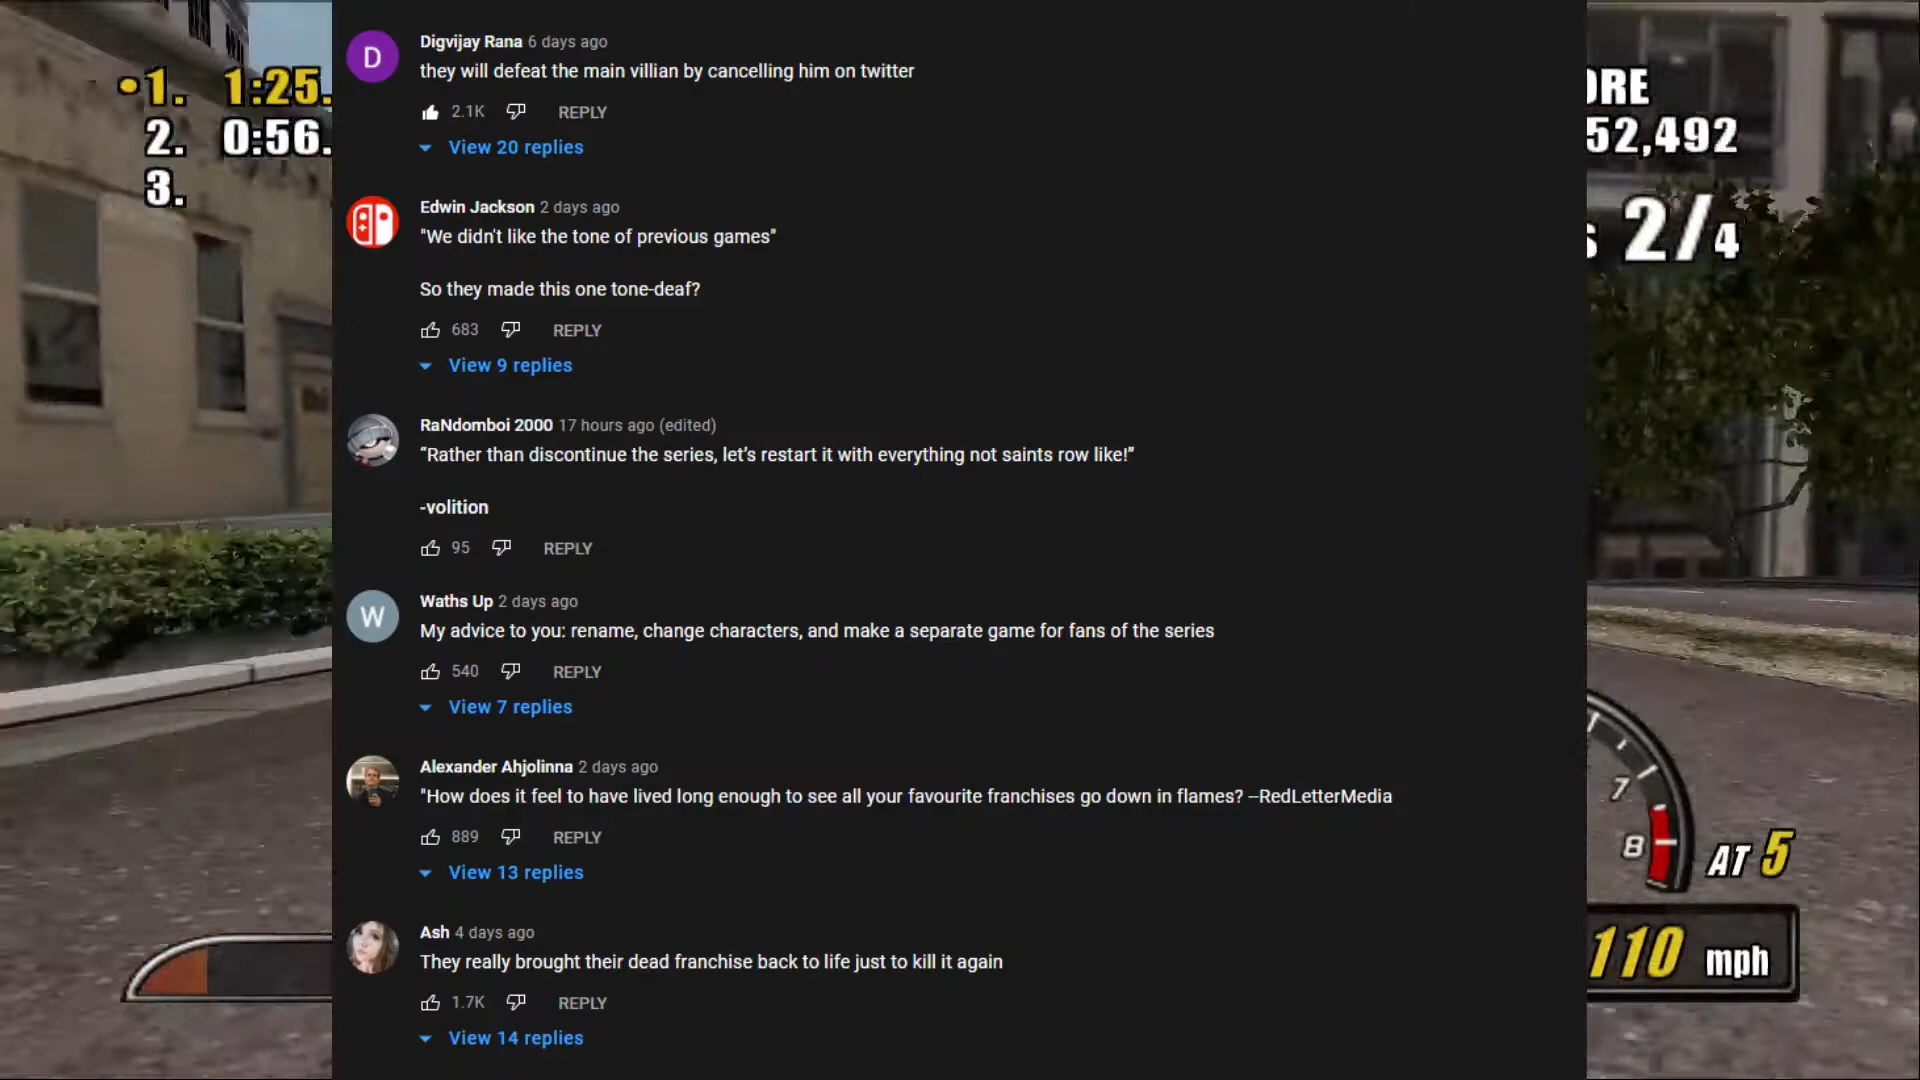 1. 1:25.
2. 0:56.
3.
Digvijay Rana 6 days ago
they will defeat the main villian by cancelling him on twitter
2.1K REPLY
View 20 replies
Edwin Jackson 2 days ago
"We didn't like the tone of previous games"
So they made this one tone-deaf?
683 REPLY
View 9 replies
RaNdomboi 2000 17 hours ago (edited)
“Rather than discontinue the series, let’s restart it with everything not saints row like!”
-volition
95 REPLY
Waths Up 2 days ago
My advice to you: rename, change characters, and make a separate game for fans of the series
540 REPLY
View 7 replies
Alexander Ahjolinna 2 days ago
"How does it feel to have lived long enough to see all your favourite franchises go down in flames? –RedLetterMedia
889 REPLY
View 13 replies
Ash 4 days ago
They really brought their dead franchise back to life just to kill it again
1.7K REPLY
View 14 replies
D
W
ORE
52,492
s 2/4
7
8
AT 5
110 mph